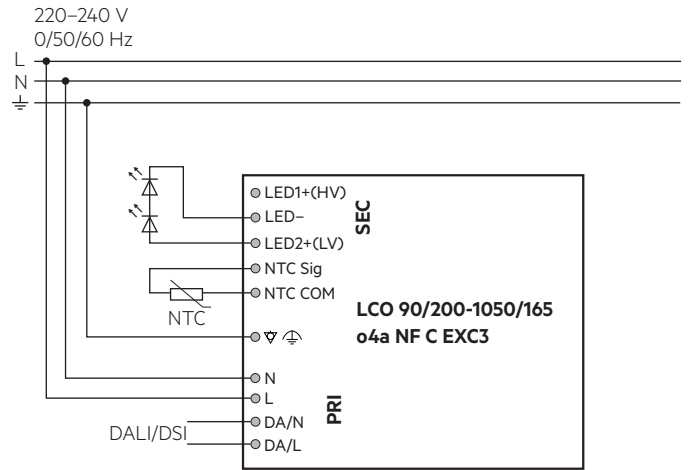 220–240 V
0/50/60 Hz
L
N
LED1+(HV)
LED–
LED2+(LV)
SEC
NTC Sig
NTC COM
NTC
LCO 90/200-1050/165
o4a NF C EXC3
N
L
PRI
DA/N
DALI/DSI
DA/L